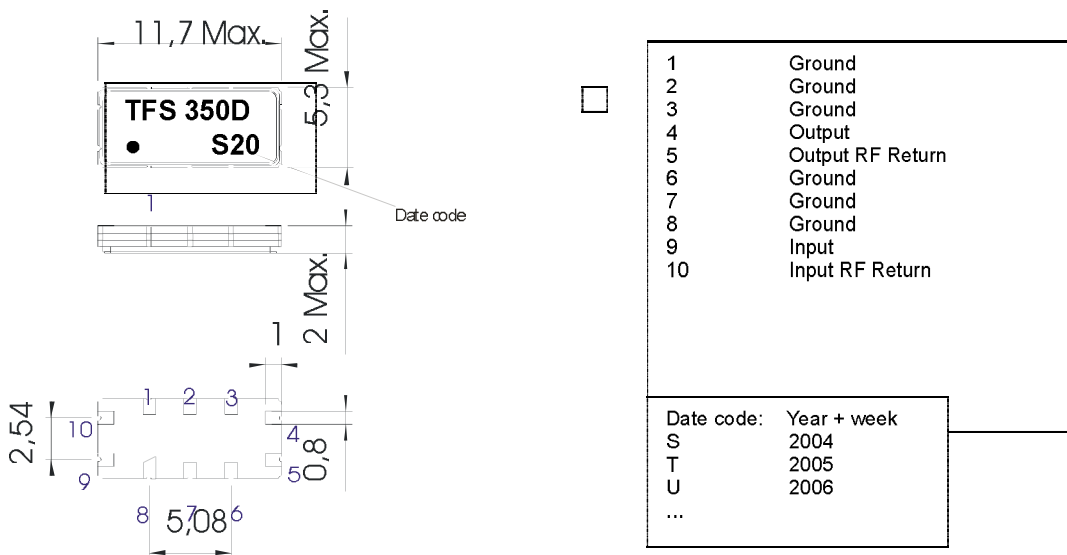 11,7 Max.
5,3 Max.
TFS 350D
S20
1
Date code
2 Max.
1
1 2 3
10
4
2,54
0,8
9
5
8 7 6
5,08
1 Ground
2 Ground
3 Ground
4 Output
5 Output RF Return
6 Ground
7 Ground
8 Ground
9 Input
10 Input RF Return
Date code: Year + week
S 2004
T 2005
U 2006
...